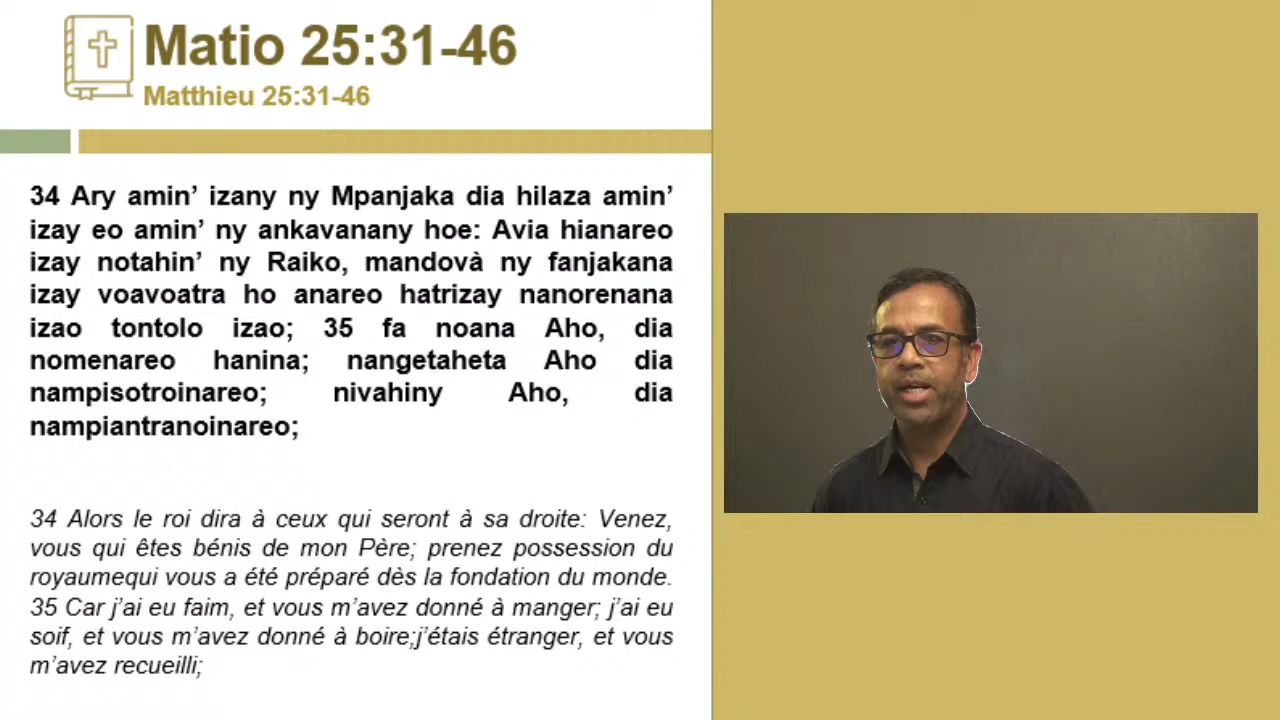 Matio 25:31-46
Matthieu 25:31-46
34 Ary amin’ izany ny Mpanjaka dia hilaza amin’
izay eo amin’ ny ankavanany hoe: Avia hianareo
izay notahin’ ny Raiko, mandovà ny fanjakana
izay voavoatra ho anareo hatrizay nanorenana
izao tontolo izao; 35 fa noana Aho, dia
nomenareo hanina; nangetaheta Aho dia
nampisotroinareo; nivahiny Aho, dia
nampiantranoinareo;
34 Alors le roi dira à ceux qui seront à sa droite: Venez,
vous qui êtes bénis de mon Père; prenez possession du
royaumequi vous a été préparé dès la fondation du monde.
35 Car j’ai eu faim, et vous m’avez donné à manger; j’ai eu
soif, et vous m’avez donné à boire;j’étais étranger, et vous
m’avez recueilli;